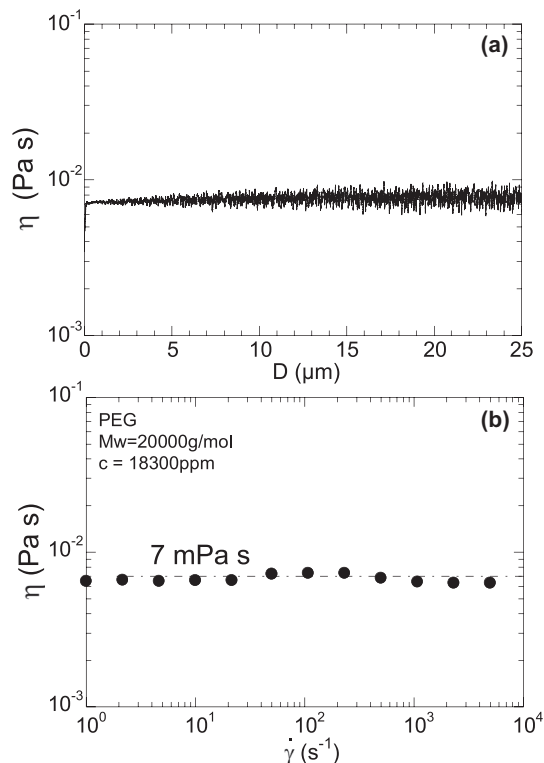 (a)
10⁻¹
10⁻²
10⁻³
η (Pa s)
0 5 10 15 20 25
D (µm)
(b)
PEG
Mw=20000g/mol
c = 18300ppm
7 mPa s
10⁻¹
10⁻²
10⁻³
η (Pa s)
10⁰ 10¹ 10² 10³ 10⁴
γ̇ (s⁻¹)